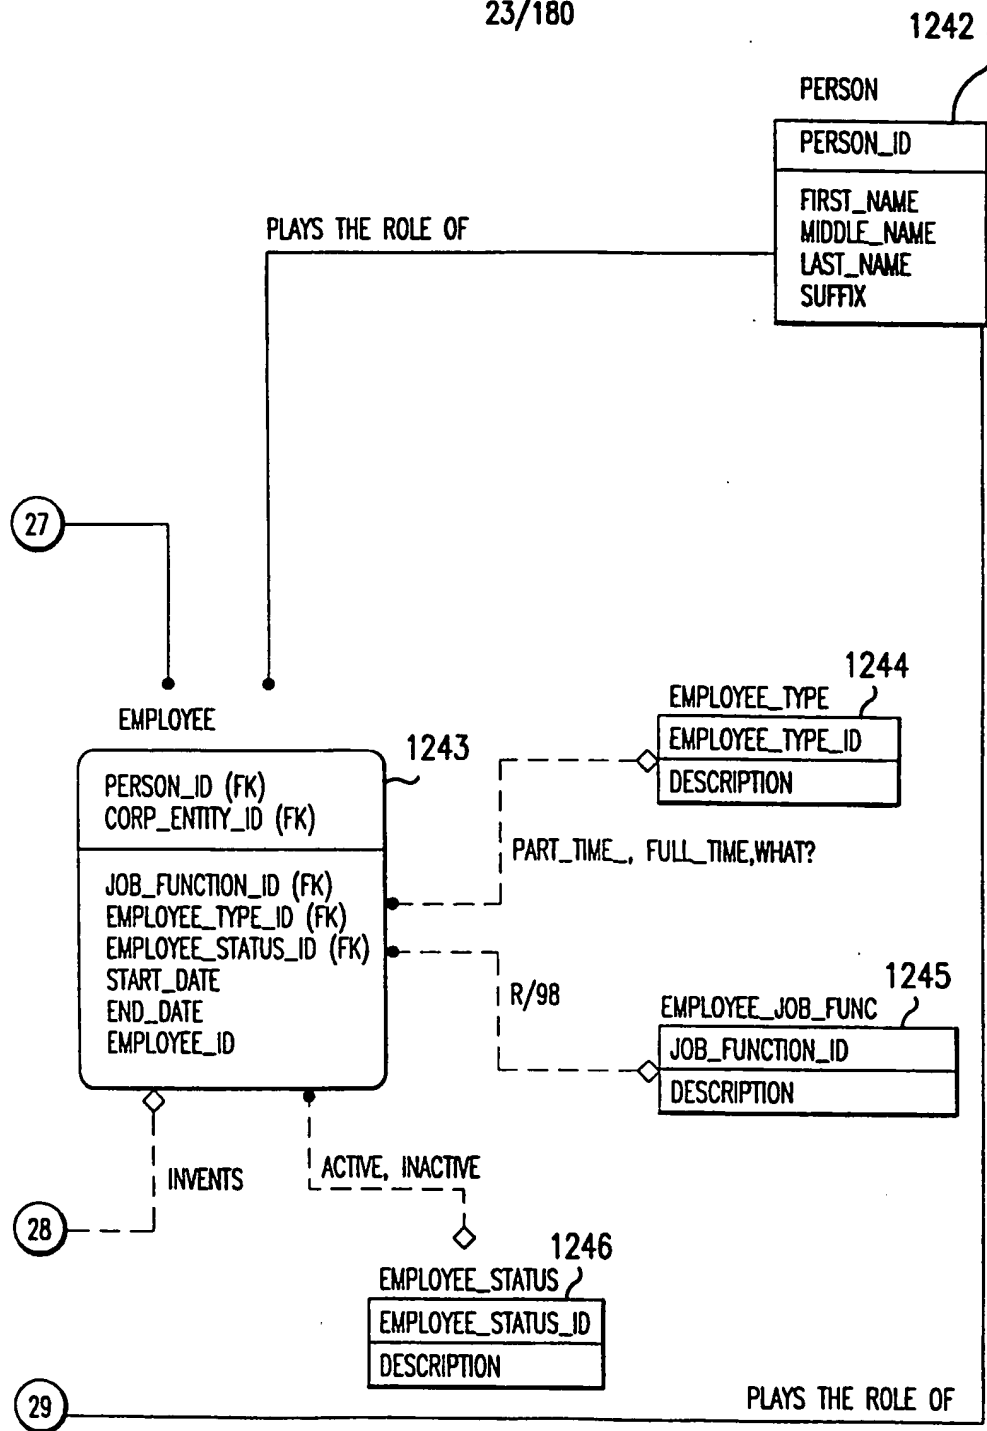 23/180
1242
PERSON
PERSON_ID
FIRST_NAME
MIDDLE_NAME
LAST_NAME
SUFFIX
PLAYS THE ROLE OF
27
EMPLOYEE
1243
PERSON_ID (FK)
CORP_ENTITY_ID (FK)
JOB_FUNCTION_ID (FK)
EMPLOYEE_TYPE_ID (FK)
EMPLOYEE_STATUS_ID (FK)
START_DATE
END_DATE
EMPLOYEE_ID
1244
EMPLOYEE_TYPE
EMPLOYEE_TYPE_ID
DESCRIPTION
PART_TIME_, FULL_TIME,WHAT?
R/98
1245
EMPLOYEE_JOB_FUNC
JOB_FUNCTION_ID
DESCRIPTION
INVENTS
ACTIVE, INACTIVE
28
1246
EMPLOYEE_STATUS
EMPLOYEE_STATUS_ID
DESCRIPTION
29
PLAYS THE ROLE OF